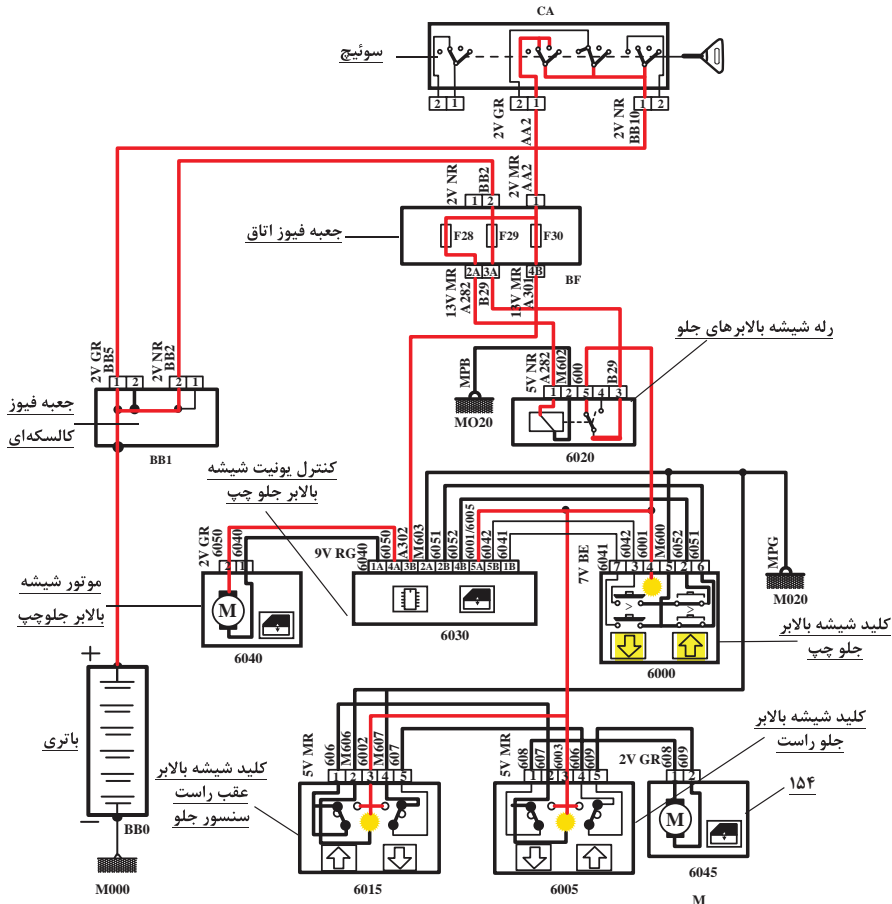 CA
سوئیچ
2 1
2 1
1 2
2V GR
AA2
2V NR
BB10
2V NR
BB2
2V MR
AA2
1 2
1
جعبه فیوز اتاق
F28
F29
F30
2A 3A
4B
BF
13V MR
A282
B29
13V MR
A301
2V GR
BB5
2V NR
BB2
1 2
2 1
جعبه فیوز
کالسکه‌ای
BB1
MPB
MO20
5V NR
A282
M602
600
B29
1 2 5 4 3
6020
رله شیشه بالابرهای جلو
کنترل یونیت شیشه
بالابر جلو چپ
2V GR
6050
6040
2 1
M
6040
موتور شیشه
بالابر جلوچپ
9V RG
6040
6050
A302
M603
6051
6052
6001/6005
6042
6041
1A 4A 3B 2A 2B 4B 5A 5B 1B
6030
7V BE
6041
6042
6001
M600
6052
6051
7 3 4 5 2 6
6000
MPG
M020
کلید شیشه بالابر
جلو چپ
+
باتری
−
BB0
M000
کلید شیشه بالابر
عقب راست
سنسور جلو
5V MR
606
M606
6002
M607
607
1 2 3 4 5
6015
5V MR
608
607
6003
606
609
1 2 3 4 5
6005
کلید شیشه بالابر
جلو راست
2V GR
608
609
1 2
M
6045
۱۵۴
M